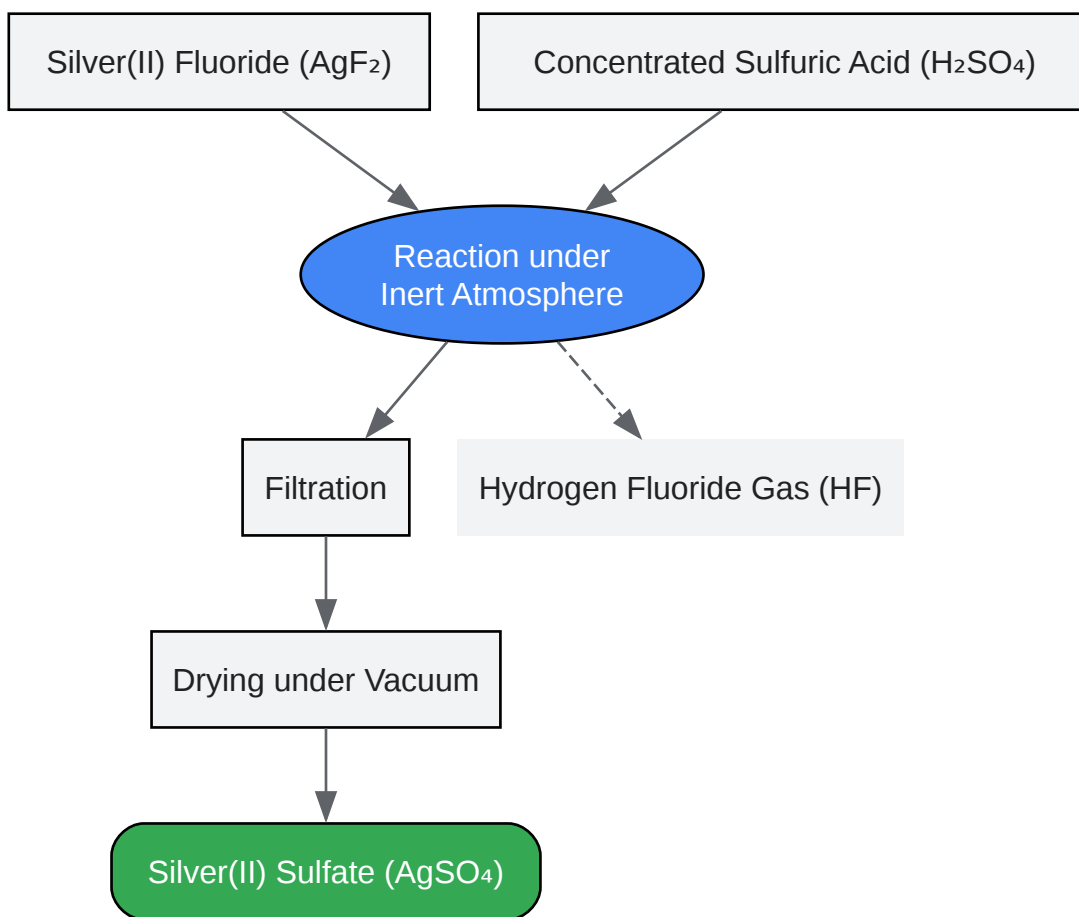 Silver(II) Fluoride (AgF₂)
Concentrated Sulfuric Acid (H₂SO₄)
Reaction under
Inert Atmosphere
Filtration
Hydrogen Fluoride Gas (HF)
Drying under Vacuum
Silver(II) Sulfate (AgSO₄)